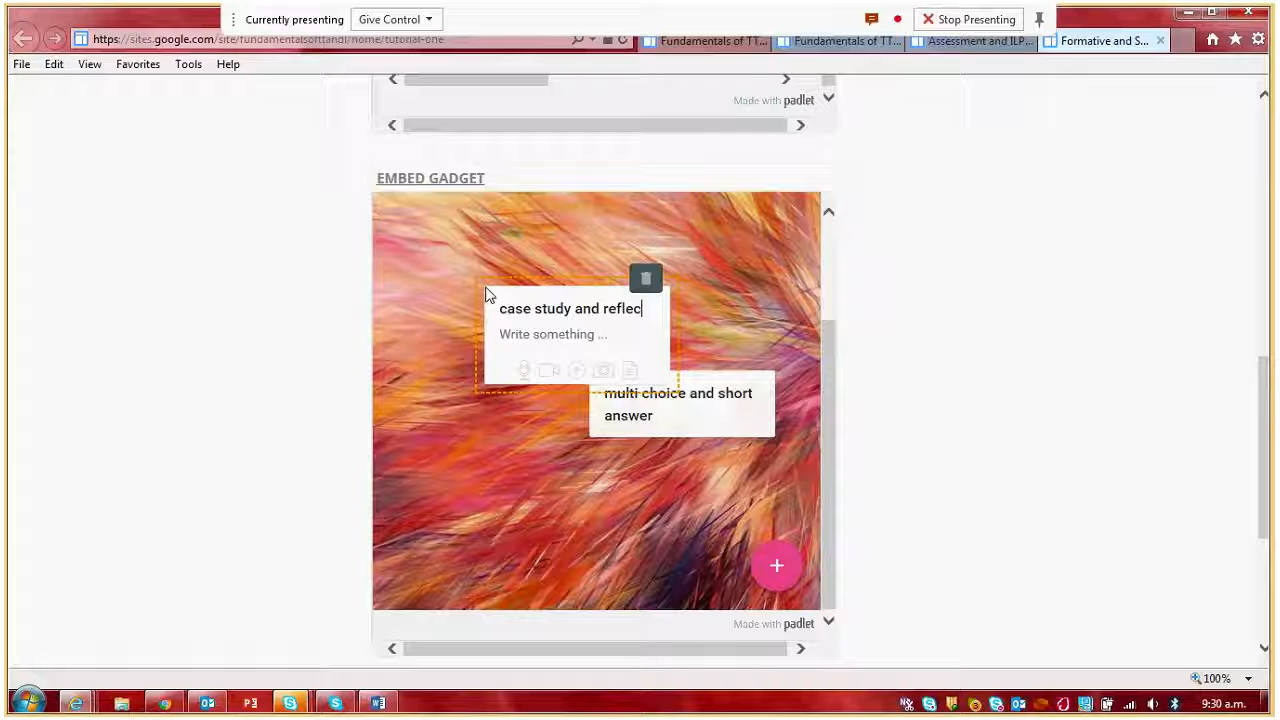 Currently presenting
Give Control
Stop Presenting
https://sites.google.com/site/fundamentalsofttandl/home/tutorial-one
Fundamentals of TT...
Fundamentals of TT...
Assessment and ILP...
Formative and S...
File Edit View Favorites Tools Help
Made with padlet
EMBED GADGET
case study and reflec
Write something ...
multi choice and short
answer
Made with padlet
100%
9:30 a.m.